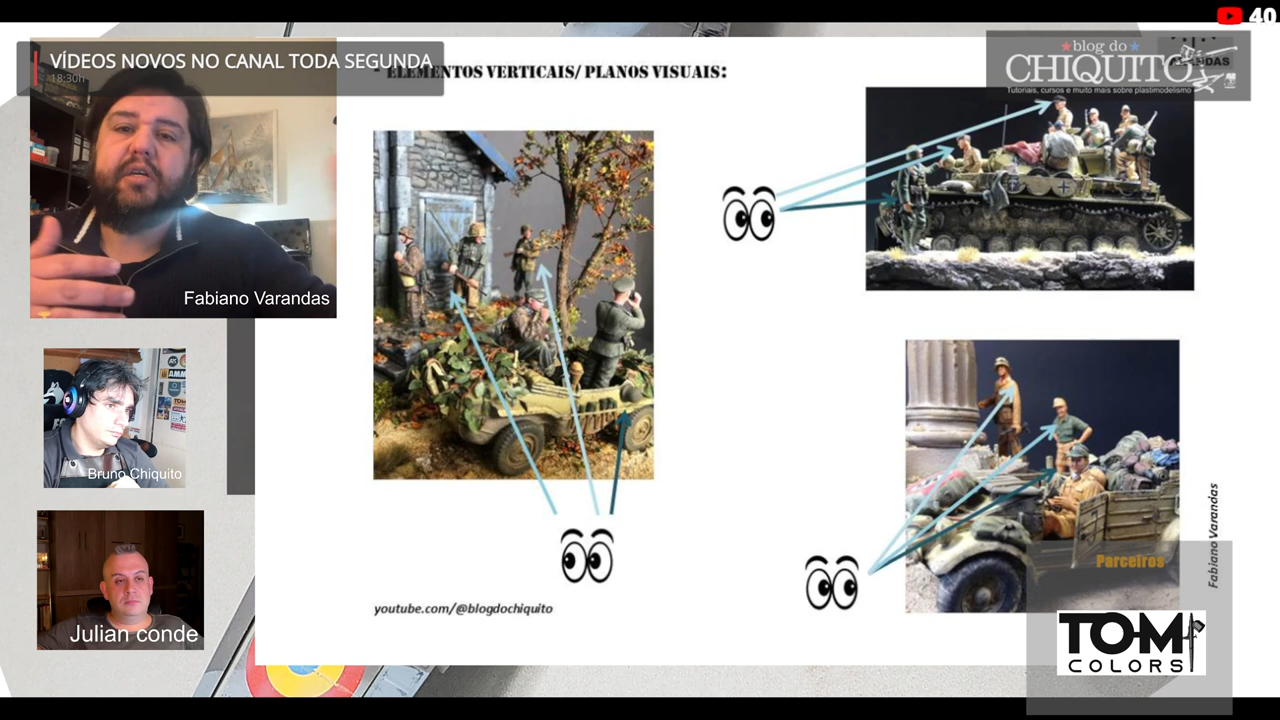 40
VÍDEOS NOVOS NO CANAL TODA SEGUNDA
18:30h
ELEMENTOS VERTICAIS/ PLANOS VISUAIS:
blog do
CHIQUITO
Tutoriais, cursos e muito mais sobre plastimodelismo
Fabiano Varandas
Bruno Chiquito
Julian conde
youtube.com/@blogdochiquito
Fabiano Varandas
Parceiros
TOM
COLORS